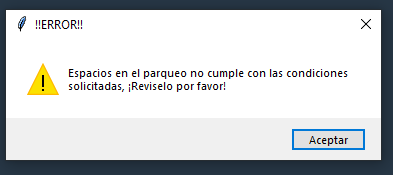 !!ERROR!!
Espacios en el parqueo no cumple con las condiciones
solicitadas, ¡Reviselo por favor!
Aceptar